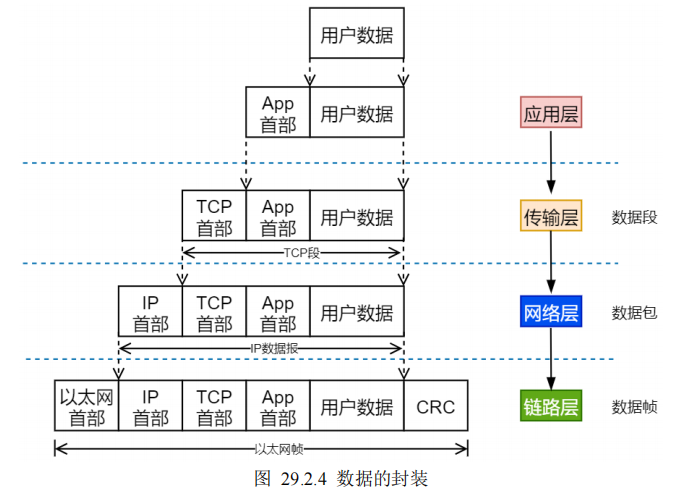 用户数据
App
首部
用户数据
应用层
TCP
首部
App
首部
用户数据
传输层
数据段
TCP段
IP
首部
TCP
首部
App
首部
用户数据
网络层
数据包
IP数据报
以太网
首部
IP
首部
TCP
首部
App
首部
用户数据
CRC
链路层
数据帧
以太网帧
图 29.2.4 数据的封装